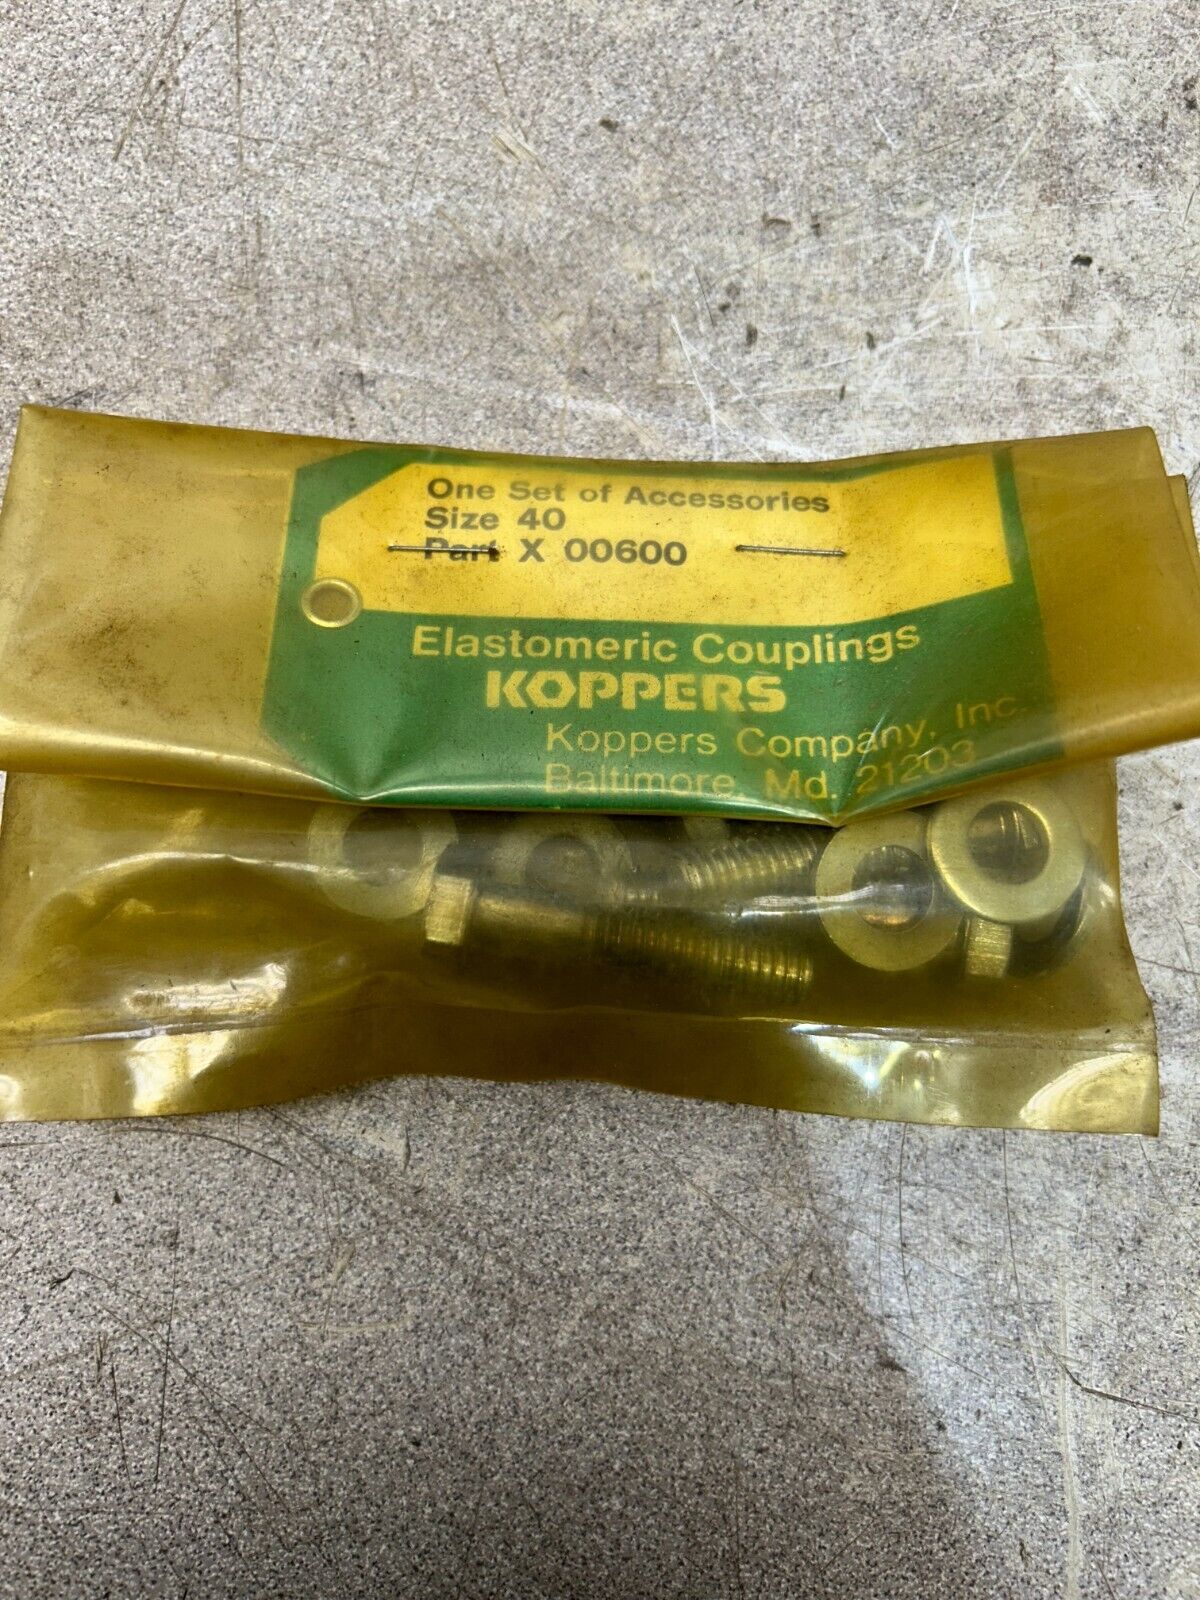 One Set of Accessories
Size 40
Part X 00600
Elastomeric Couplings
KOPPERS
Koppers Company, Inc.
Baltimore, Md. 21203